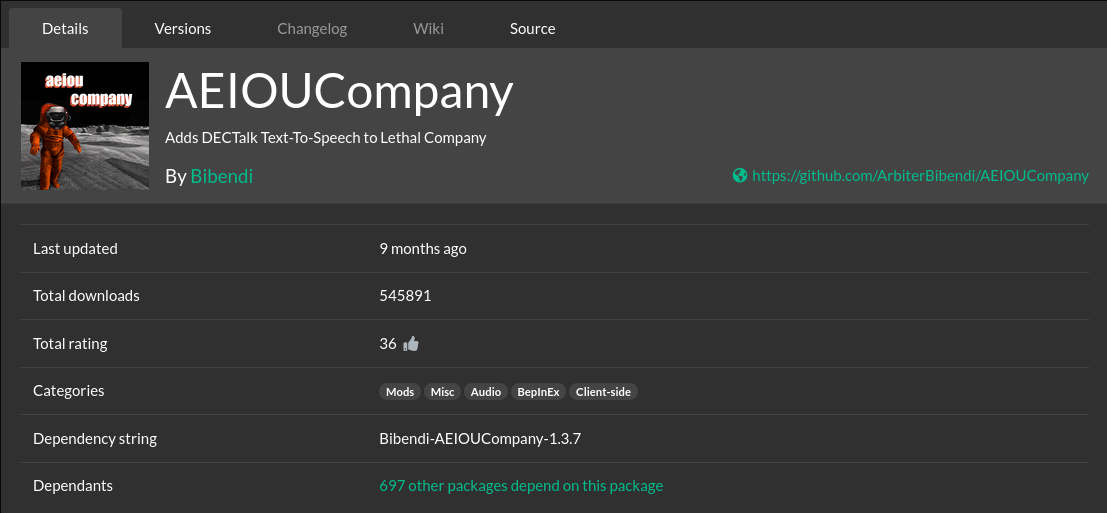 Details Versions Changelog Wiki Source
aeiou
company
AEIOUCompany
Adds DECTalk Text-To-Speech to Lethal Company
By Bibendi https://github.com/ArbiterBibendi/AEIOUCompany
Last updated 9 months ago
Total downloads 545891
Total rating 36
Categories Mods Misc Audio BepInEx Client-side
Dependency string Bibendi-AEIOUCompany-1.3.7
Dependants 697 other packages depend on this package